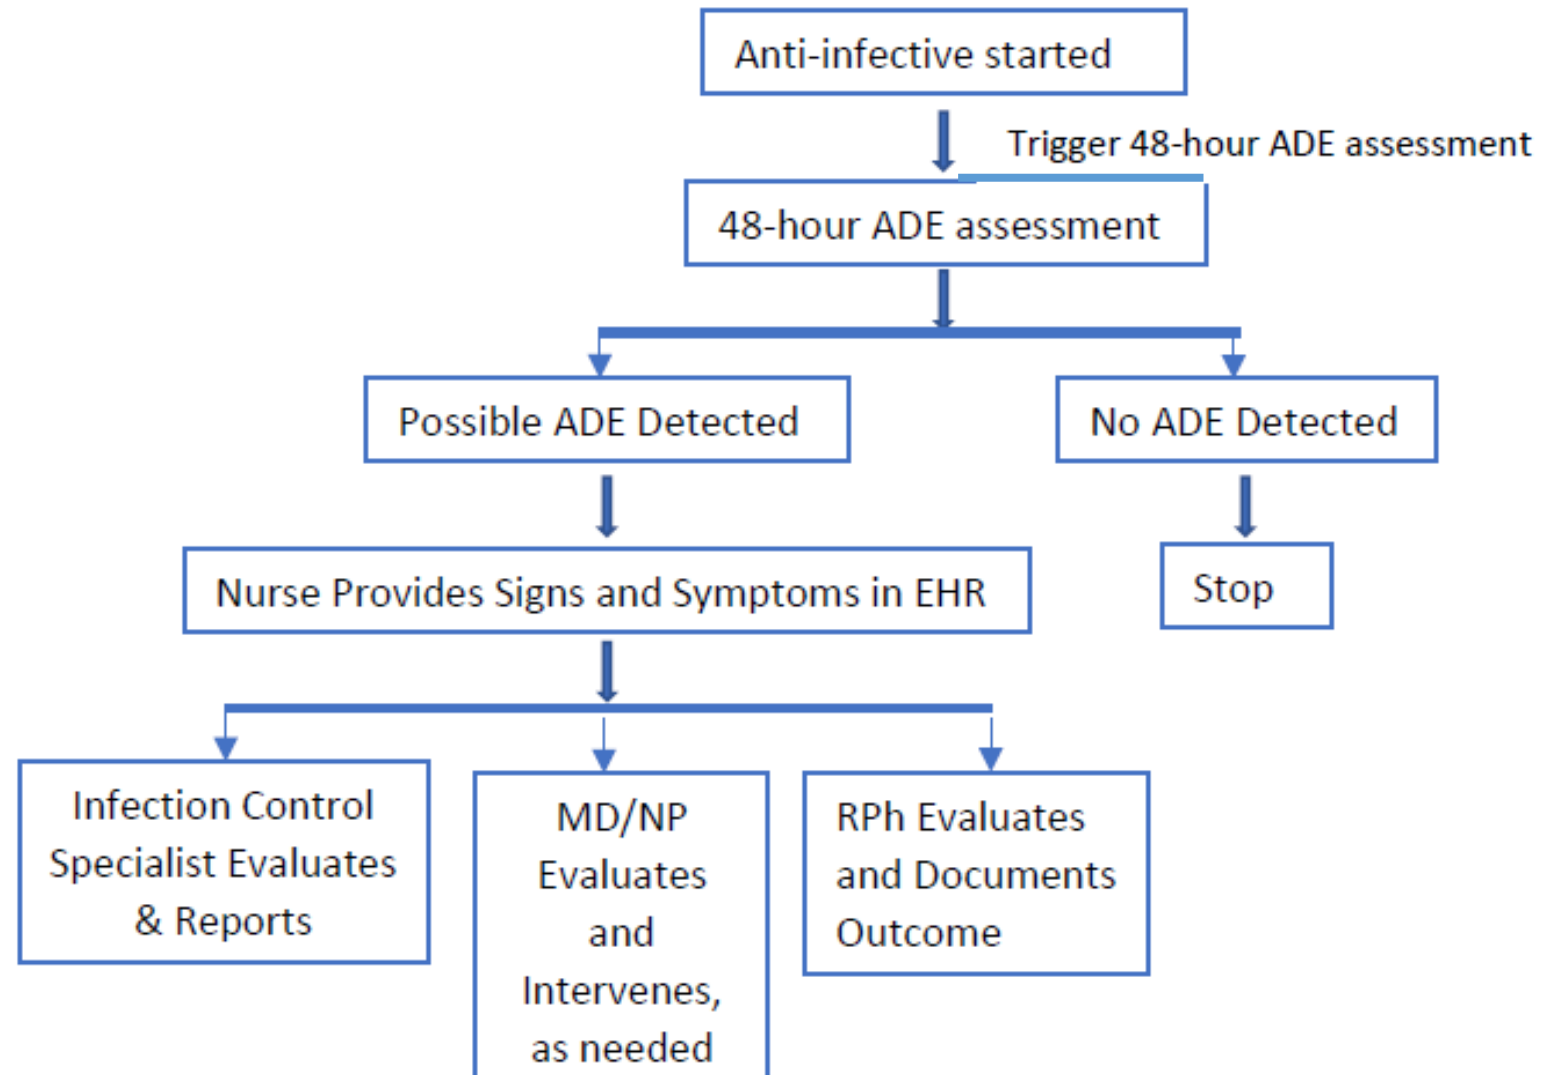 Anti-infective started
Trigger 48-hour ADE assessment
48-hour ADE assessment
Possible ADE Detected
No ADE Detected
Nurse Provides Signs and Symptoms in EHR
Stop
Infection Control
Specialist Evaluates
& Reports
MD/NP
Evaluates
and
Intervenes,
as needed
RPh Evaluates
and Documents
Outcome